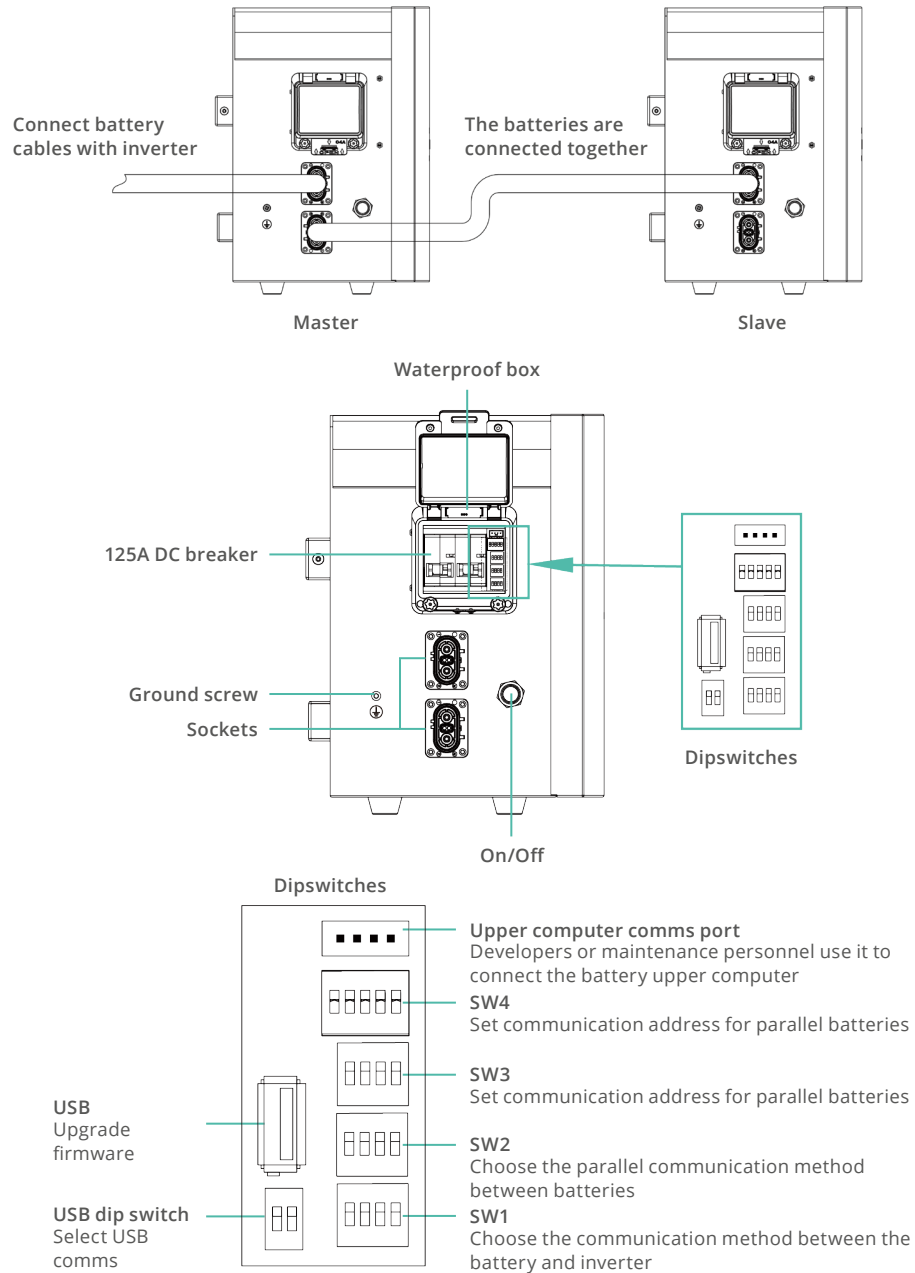 Connect battery
cables with inverter
The batteries are
connected together
Master
Slave
Waterproof box
125A DC breaker
Ground screw
Sockets
Dipswitches
On/Off
Dipswitches
Upper computer comms port
Developers or maintenance personnel use it to
connect the battery upper computer
SW4
Set communication address for parallel batteries
SW3
Set communication address for parallel batteries
USB
Upgrade
firmware
SW2
Choose the parallel communication method
between batteries
USB dip switch
Select USB
comms
SW1
Choose the communication method between the
battery and inverter